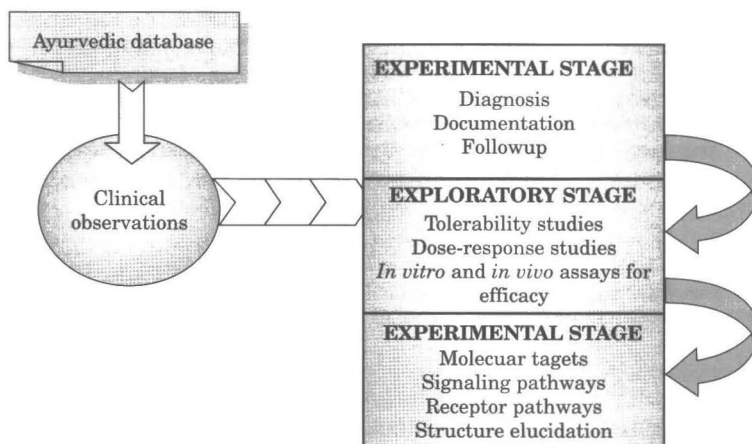 Ayurvedic database
Clinical
observations
EXPERIMENTAL STAGE
Diagnosis
Documentation
Followup
EXPLORATORY STAGE
Tolerability studies
Dose-response studies
In vitro and in vivo assays for
efficacy
EXPERIMENTAL STAGE
Molecuar tagets
Signaling pathways
Receptor pathways
Structure elucidation